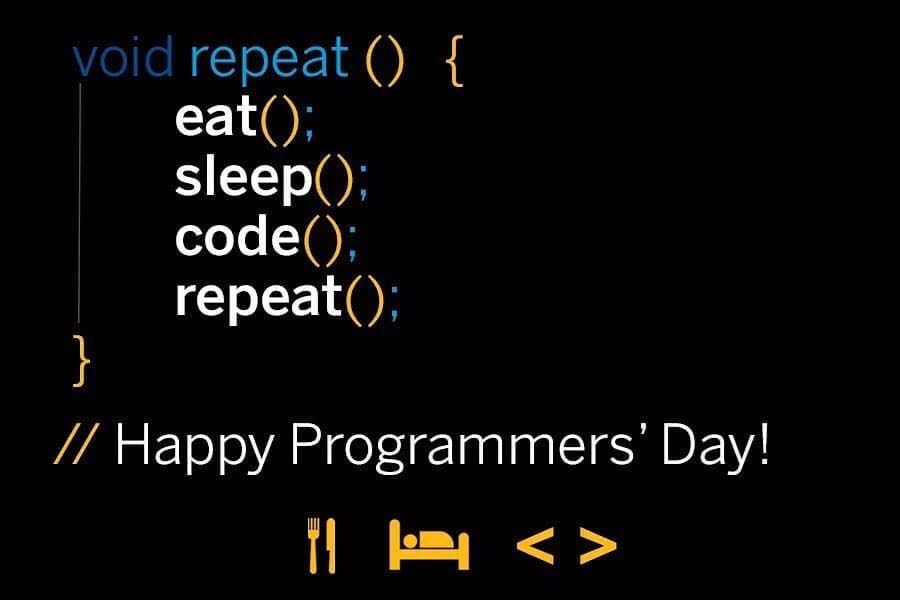 void repeat () {
eat();
sleep();
code();
repeat();
}
// Happy Programmers’ Day!
< >